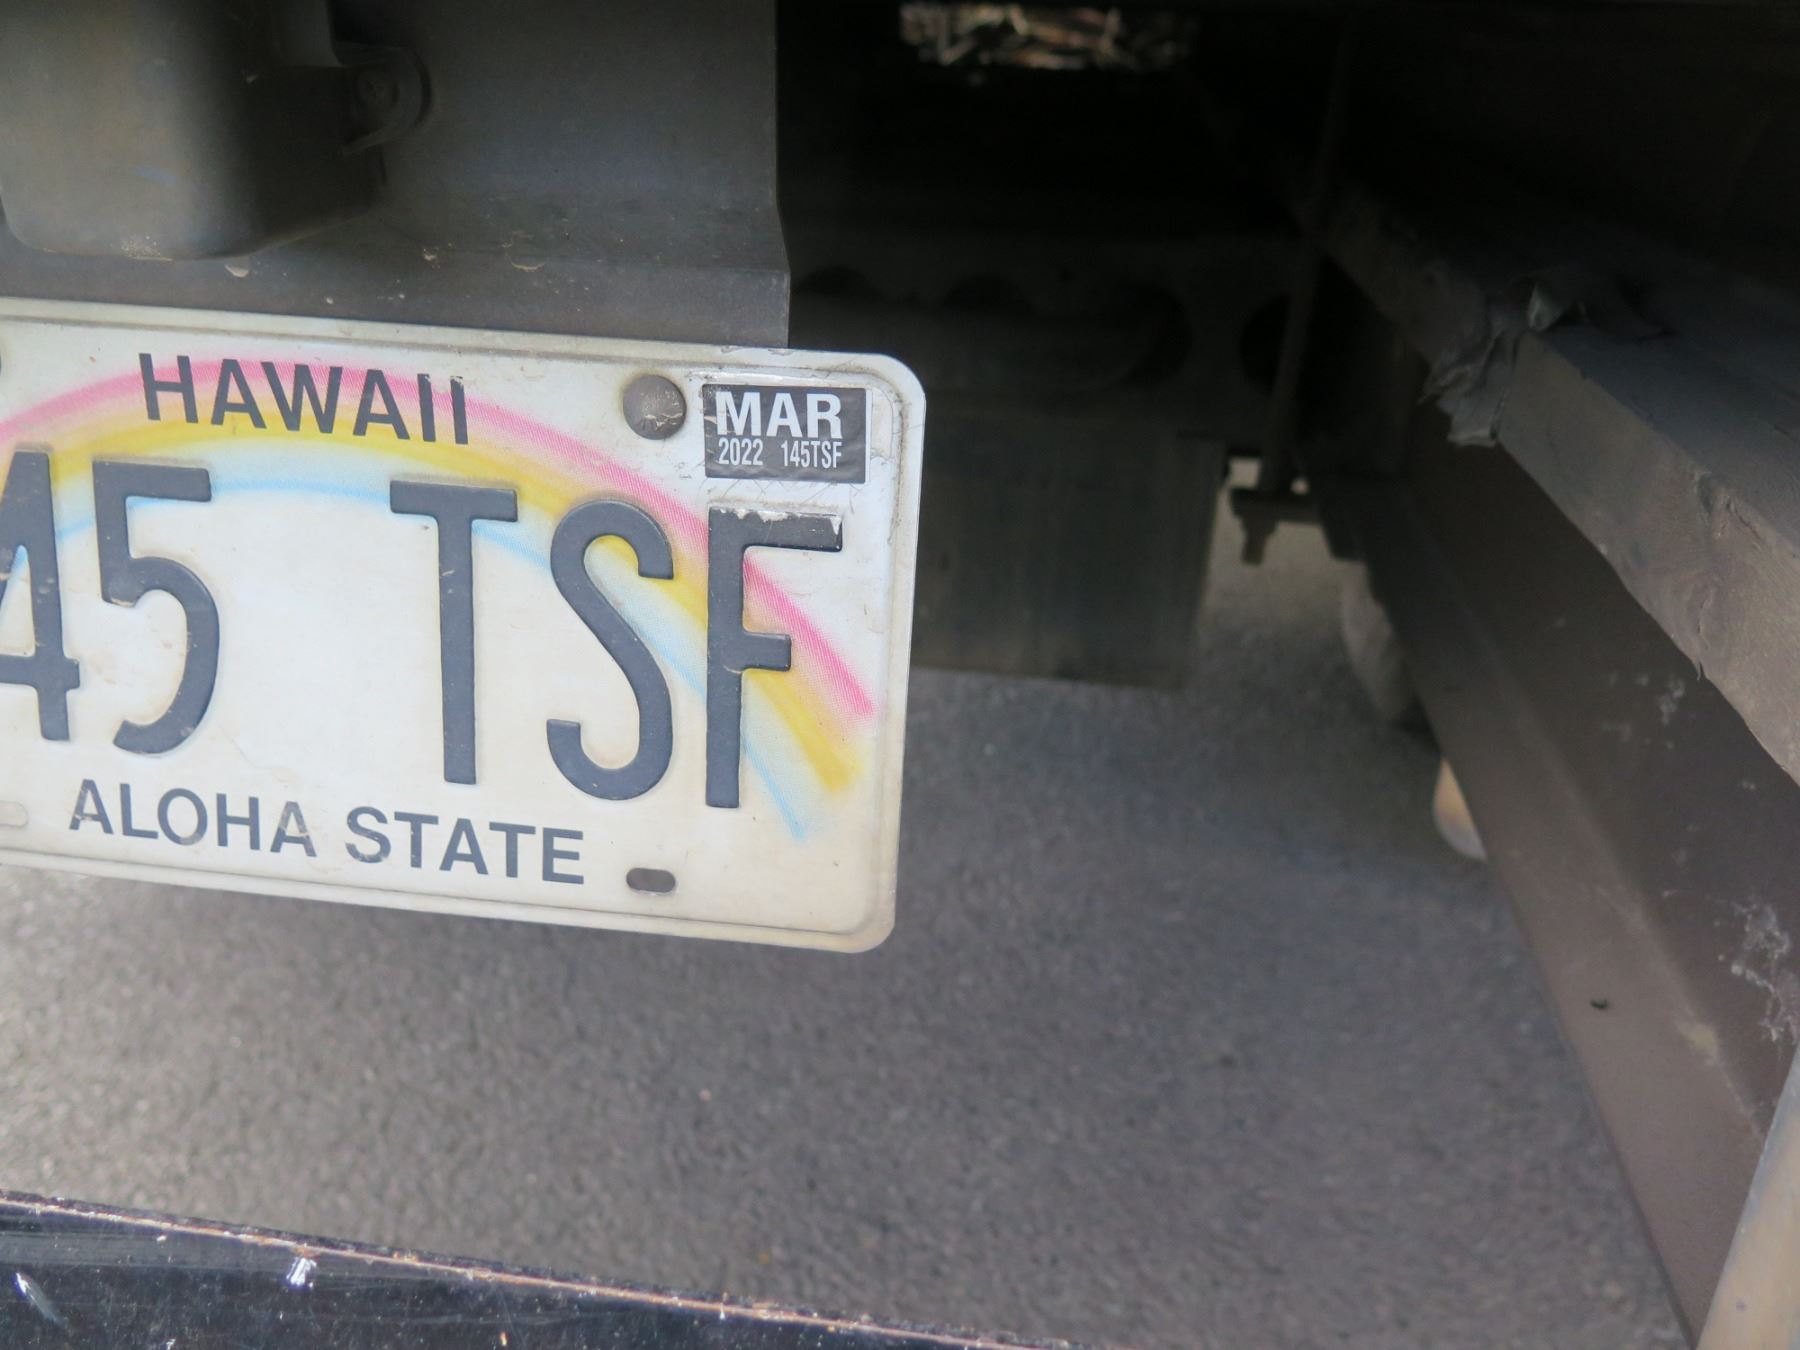 HAWAII
MAR
2022 145TSF
45 TSF
ALOHA STATE